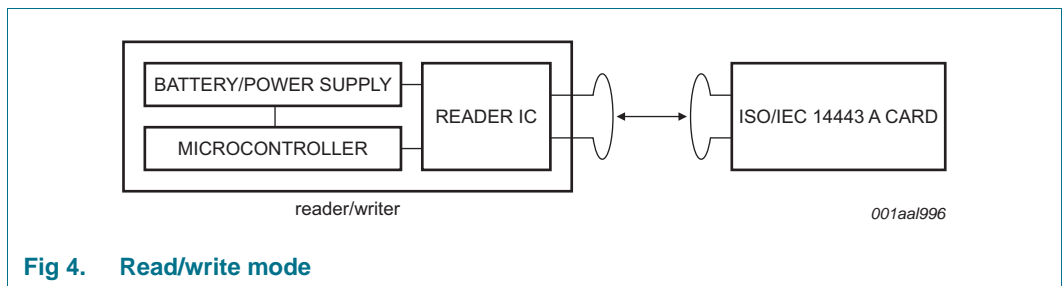 BATTERY/POWER SUPPLY
MICROCONTROLLER
READER IC
ISO/IEC 14443 A CARD
reader/writer
001aal996
Fig 4. Read/write mode